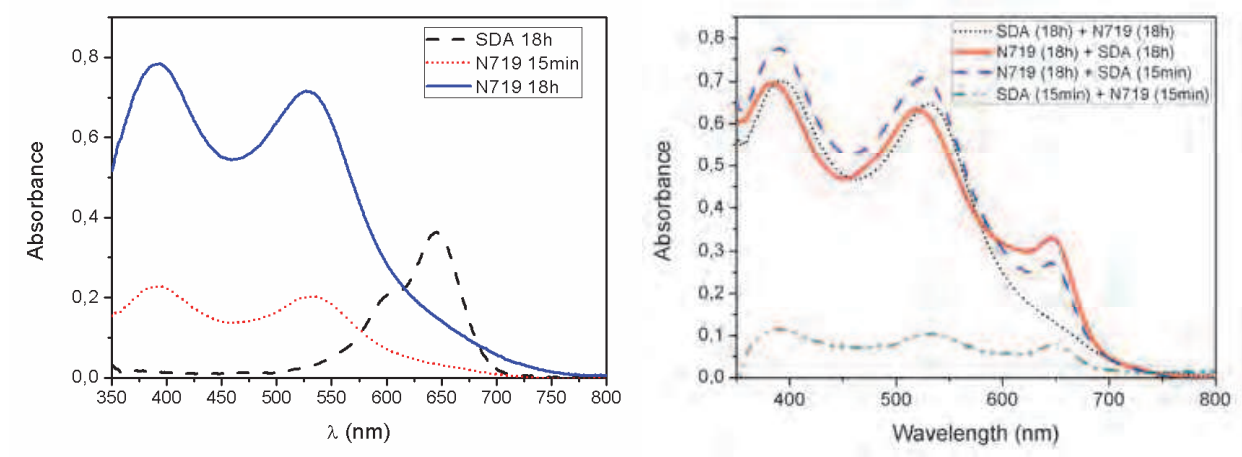 SDA 18h
N719 15min
N719 18h
Absorbance
0,8
0,6
0,4
0,2
0,0
350 400 450 500 550 600 650 700 750 800
λ (nm)
SDA (18h) + N719 (18h)
N719 (18h) + SDA (18h)
N719 (18h) + SDA (15min)
SDA (15min) + N719 (15min)
Absorbance
0,8
0,7
0,6
0,5
0,4
0,3
0,2
0,1
0,0
400 500 600 700 800
Wavelength (nm)